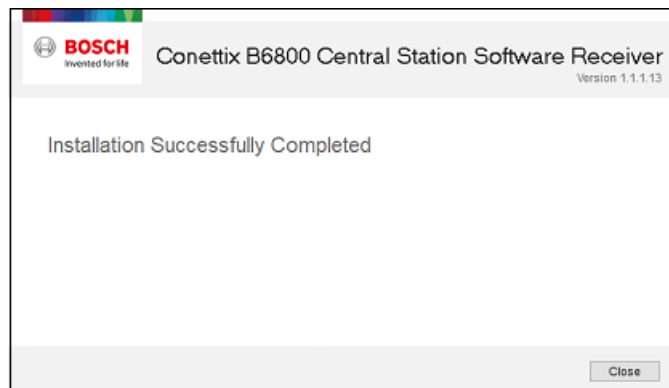 BOSCH
Invented for life
Conettix B6800 Central Station Software Receiver
Version 1.1.1.13
Installation Successfully Completed
Close